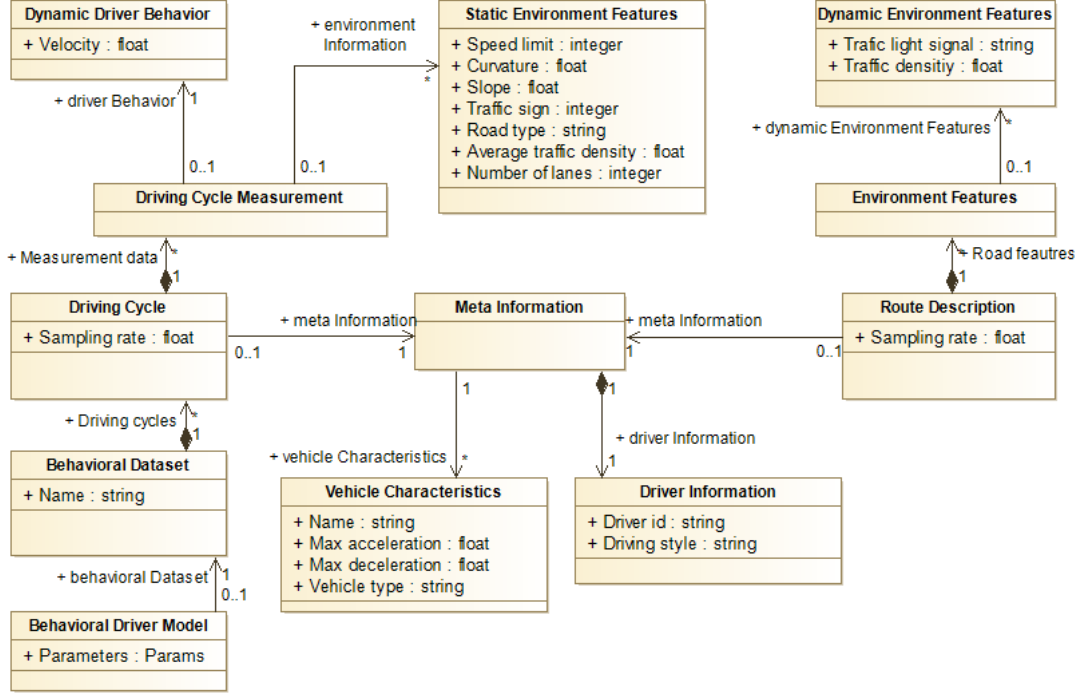 Dynamic Driver Behavior
+ Velocity : float
+ environment
Information
Static Environment Features
+ Speed limit : integer
+ Curvature : float
+ Slope : float
+ Traffic sign : integer
+ Road type : string
+ Average traffic density : float
+ Number of lanes : integer
*
Dynamic Environment Features
+ Trafic light signal : string
+ Traffic densitiy : float
+ driver Behavior
1
0..1
0..1
+ dynamic Environment Features
*
0..1
Driving Cycle Measurement
Environment Features
+ Measurement data
*
1
+ Road feautres
1
Driving Cycle
+ Sampling rate : float
+ meta Information
0..1
1
Meta Information
+ meta Information
1
0..1
Route Description
+ Sampling rate : float
+ Driving cycles
*
1
1
1
+ vehicle Characteristics
*
+ driver Information
1
Behavioral Dataset
+ Name : string
Vehicle Characteristics
+ Name : string
+ Max acceleration : float
+ Max deceleration : float
+ Vehicle type : string
Driver Information
+ Driver id : string
+ Driving style : string
+ behavioral Dataset
1
0..1
Behavioral Driver Model
+ Parameters : Params